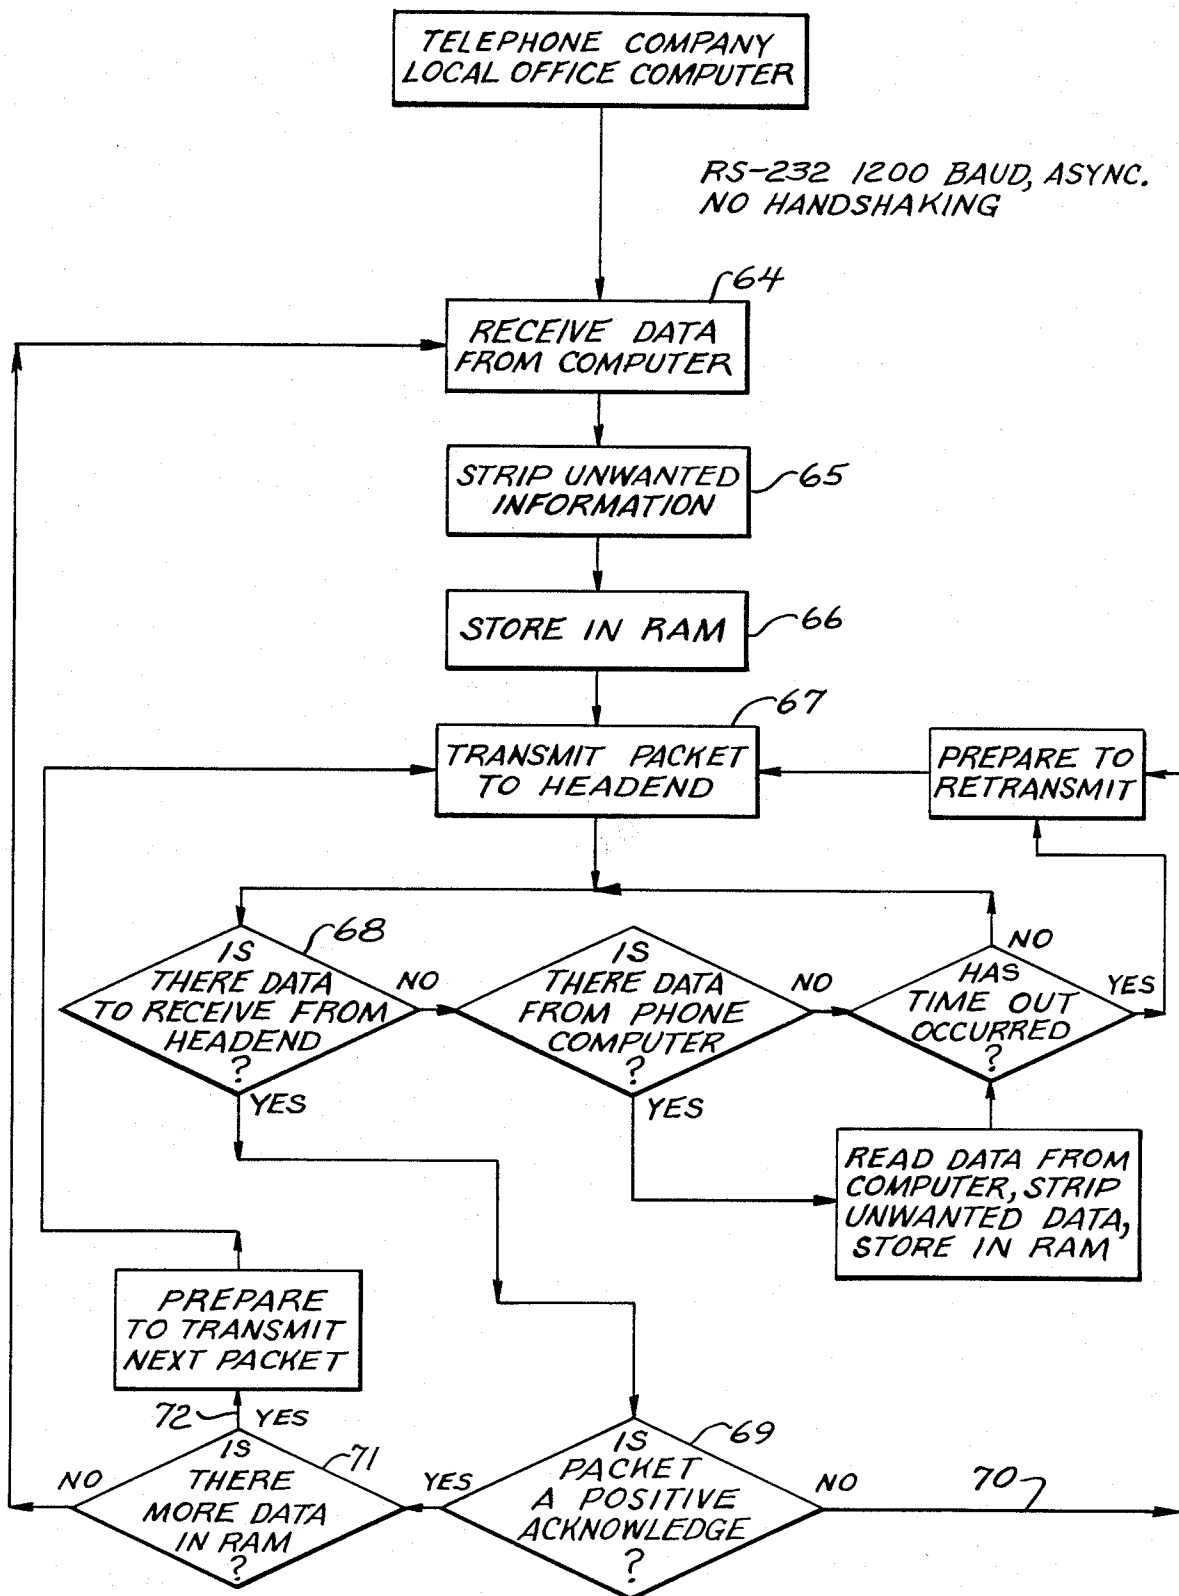 TELEPHONE COMPANY
LOCAL OFFICE COMPUTER
RS-232 1200 BAUD, ASYNC.
NO HANDSHAKING
64
RECEIVE DATA
FROM COMPUTER
STRIP UNWANTED
INFORMATION
65
STORE IN RAM
66
67
TRANSMIT PACKET
TO HEADEND
PREPARE TO
RETRANSMIT
68
IS
THERE DATA
TO RECEIVE FROM
HEADEND
?
NO
YES
IS
THERE DATA
FROM PHONE
COMPUTER
?
NO
YES
NO
HAS
TIME OUT
OCCURRED
?
YES
READ DATA FROM
COMPUTER, STRIP
UNWANTED DATA,
STORE IN RAM
PREPARE
TO TRANSMIT
NEXT PACKET
72
YES
71
IS
THERE
MORE DATA
IN RAM
?
NO
YES
69
IS
PACKET
A POSITIVE
ACKNOWLEDGE
?
NO
70